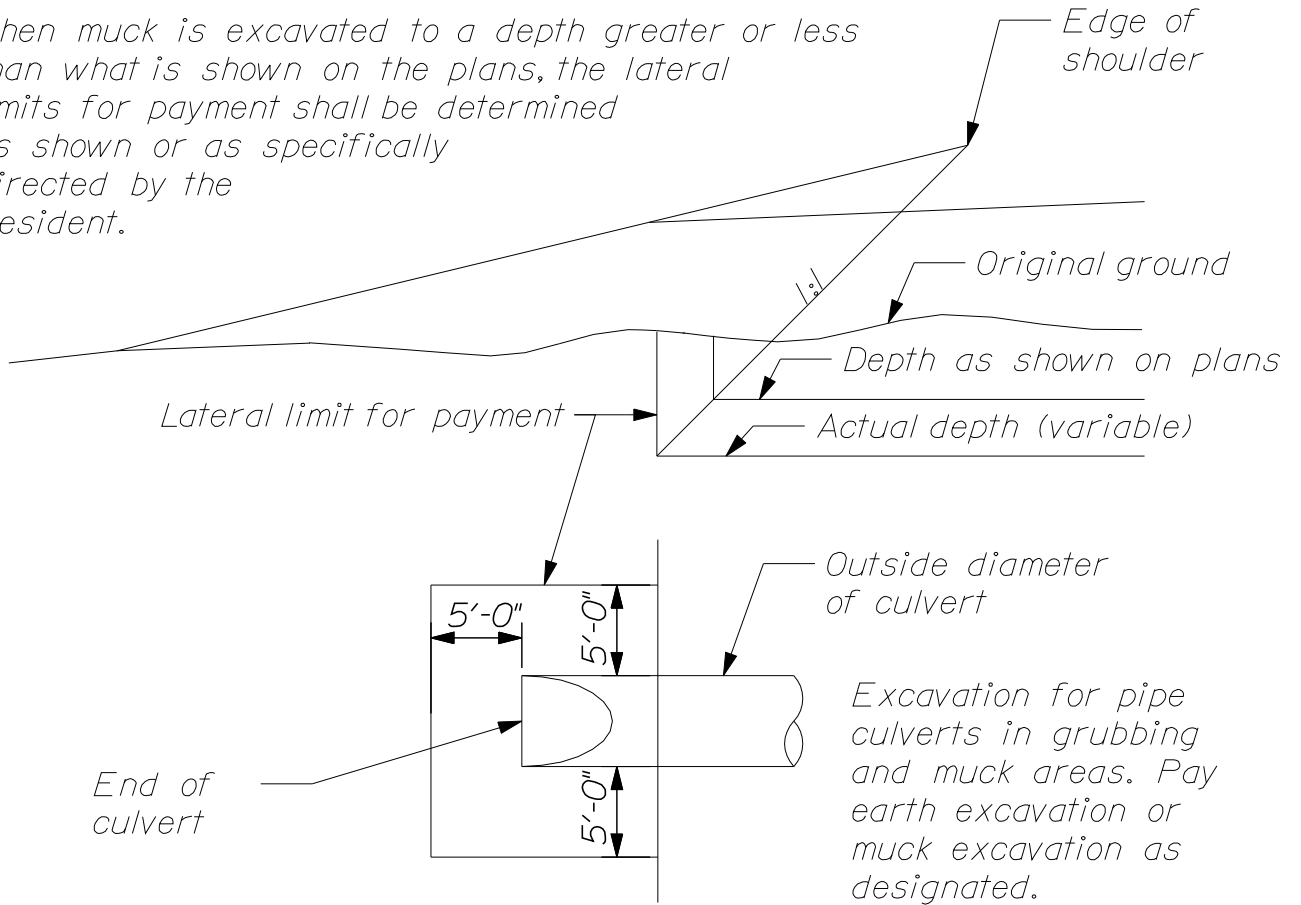 hen muck is excavated to a depth greater or less
han what is shown on the plans, the lateral
mits for payment shall be determined
s shown or as specifically
irected by the
esident.
Edge of
shoulder
1:1
Original ground
Depth as shown on plans
Lateral limit for payment
Actual depth (variable)
Outside diameter
of culvert
5'-0"
5'-0"
Excavation for pipe
culverts in grubbing
and muck areas. Pay
earth excavation or
muck excavation as
designated.
End of
culvert
5'-0"